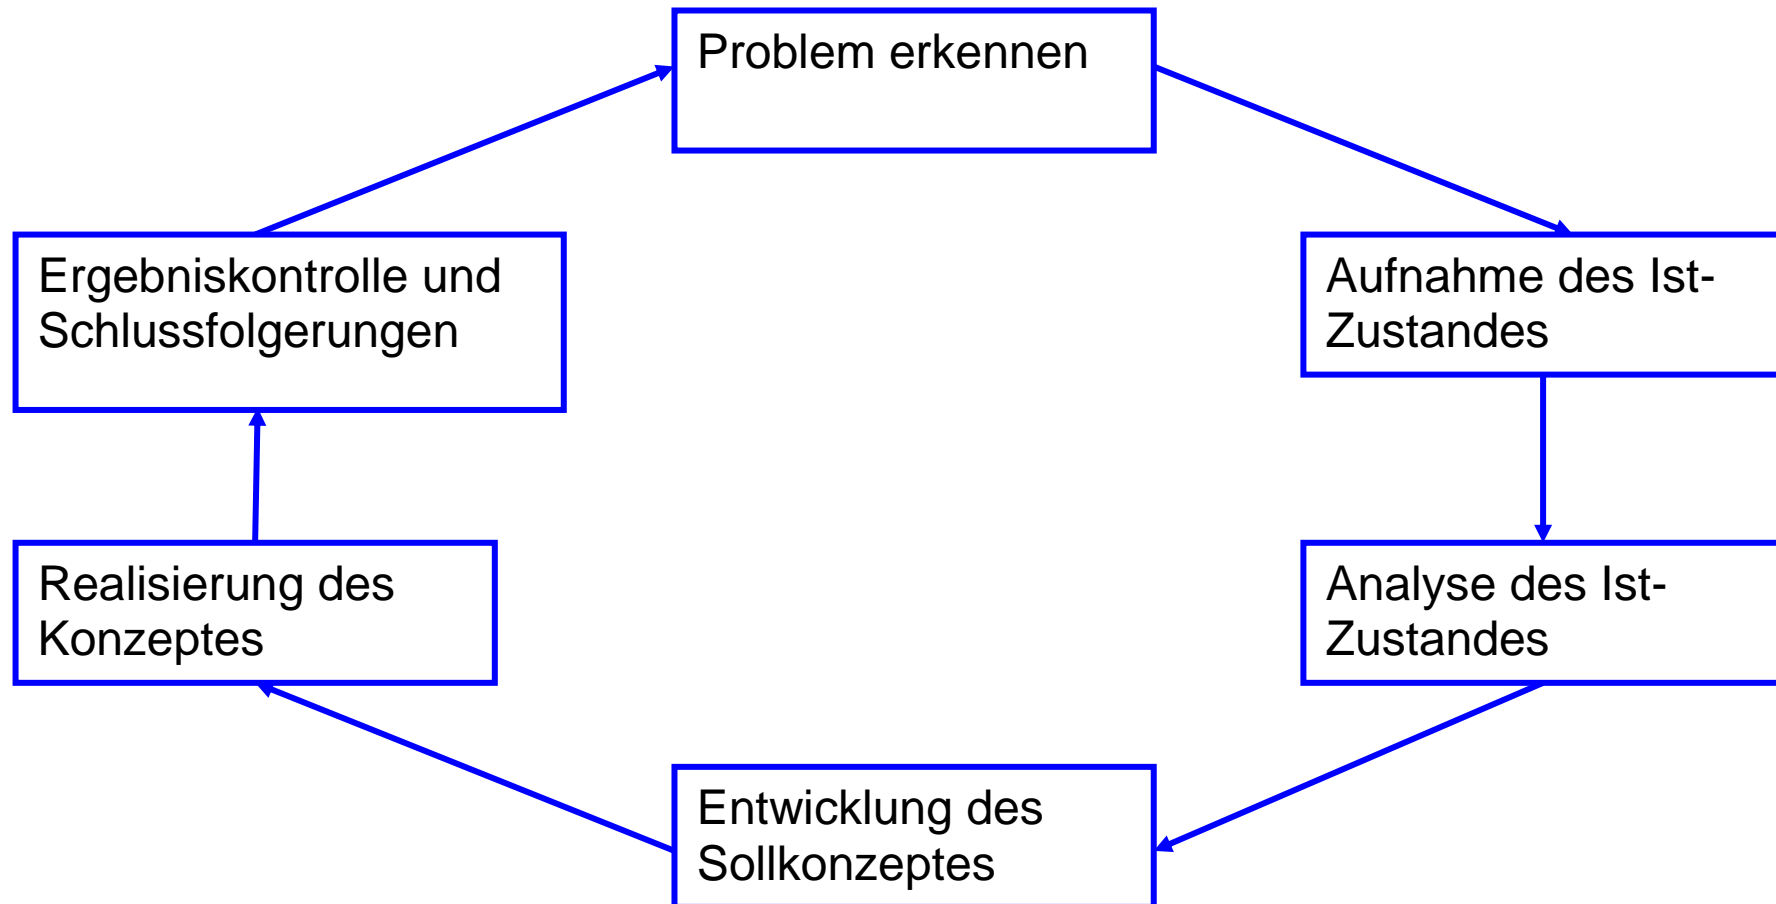 Problem erkennen
Aufnahme des Ist-
Zustandes
Analyse des Ist-
Zustandes
Entwicklung des
Sollkonzeptes
Realisierung des
Konzeptes
Ergebniskontrolle und
Schlussfolgerungen